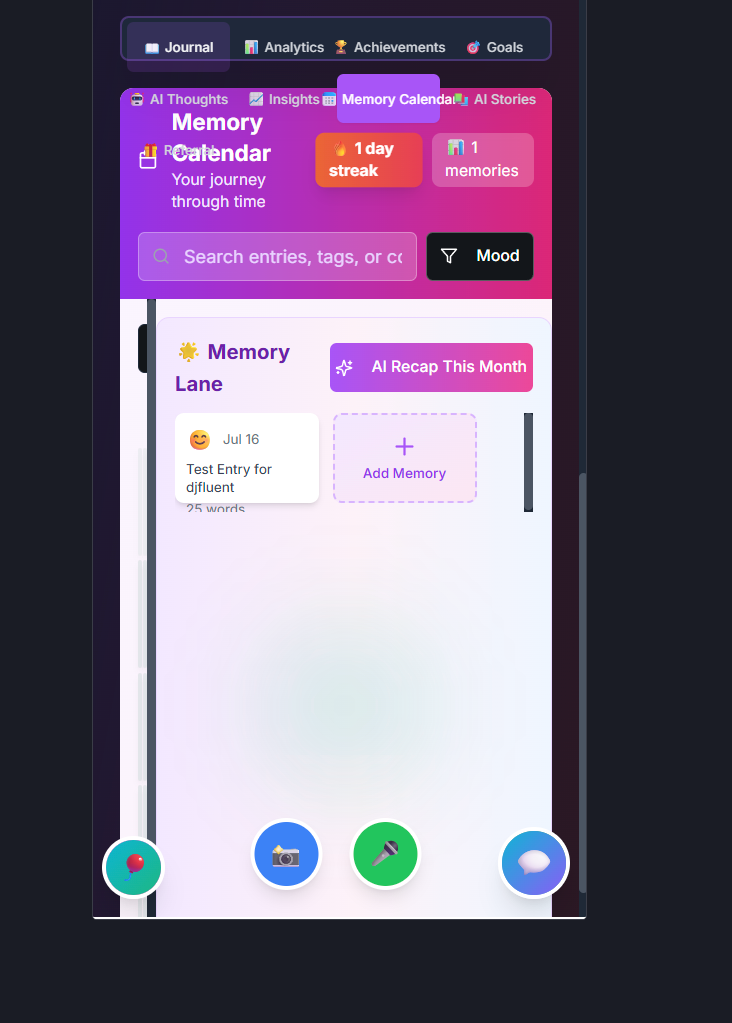 Journal
Analytics
Achievements
Goals
AI Thoughts
Insights
Memory Calendar
AI Stories
Referral
Memory
Calendar
Your journey
through time
1 day
streak
1
memories
Search entries, tags, or co
Mood
Memory
Lane
AI Recap This Month
Jul 16
Test Entry for
djfluent
25 words
Add Memory